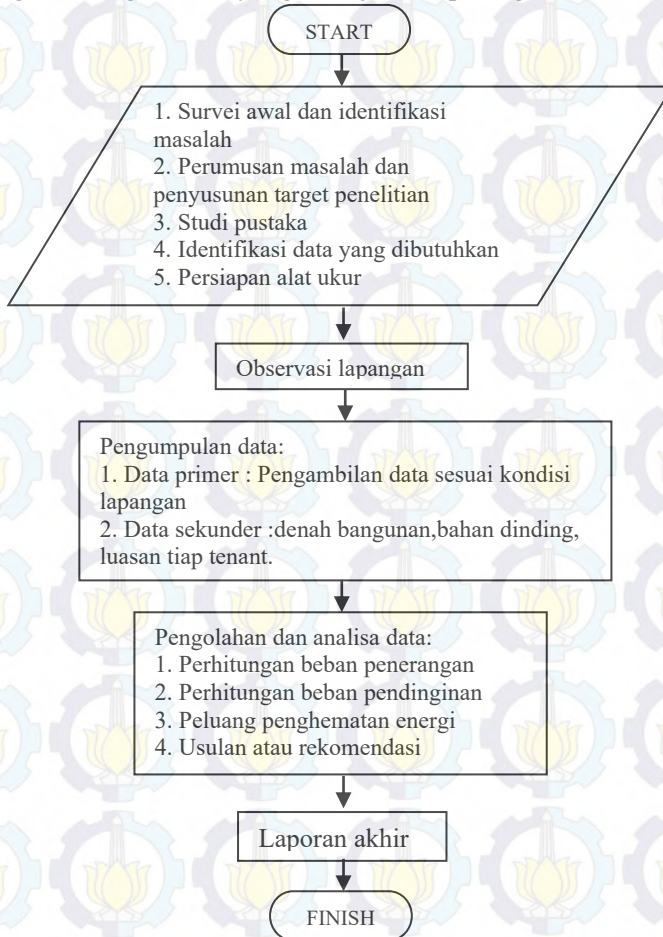 START
1. Survei awal dan identifikasi
masalah
2. Perumusan masalah dan
penyusunan target penelitian
3. Studi pustaka
4. Identifikasi data yang dibutuhkan
5. Persiapan alat ukur
Observasi lapangan
Pengumpulan data:
1. Data primer : Pengambilan data sesuai kondisi
lapangan
2. Data sekunder :denah bangunan,bahan dinding,
luasan tiap tenant.
Pengolahan dan analisa data:
1. Perhitungan beban penerangan
2. Perhitungan beban pendinginan
3. Peluang penghematan energi
4. Usulan atau rekomendasi
Laporan akhir
FINISH